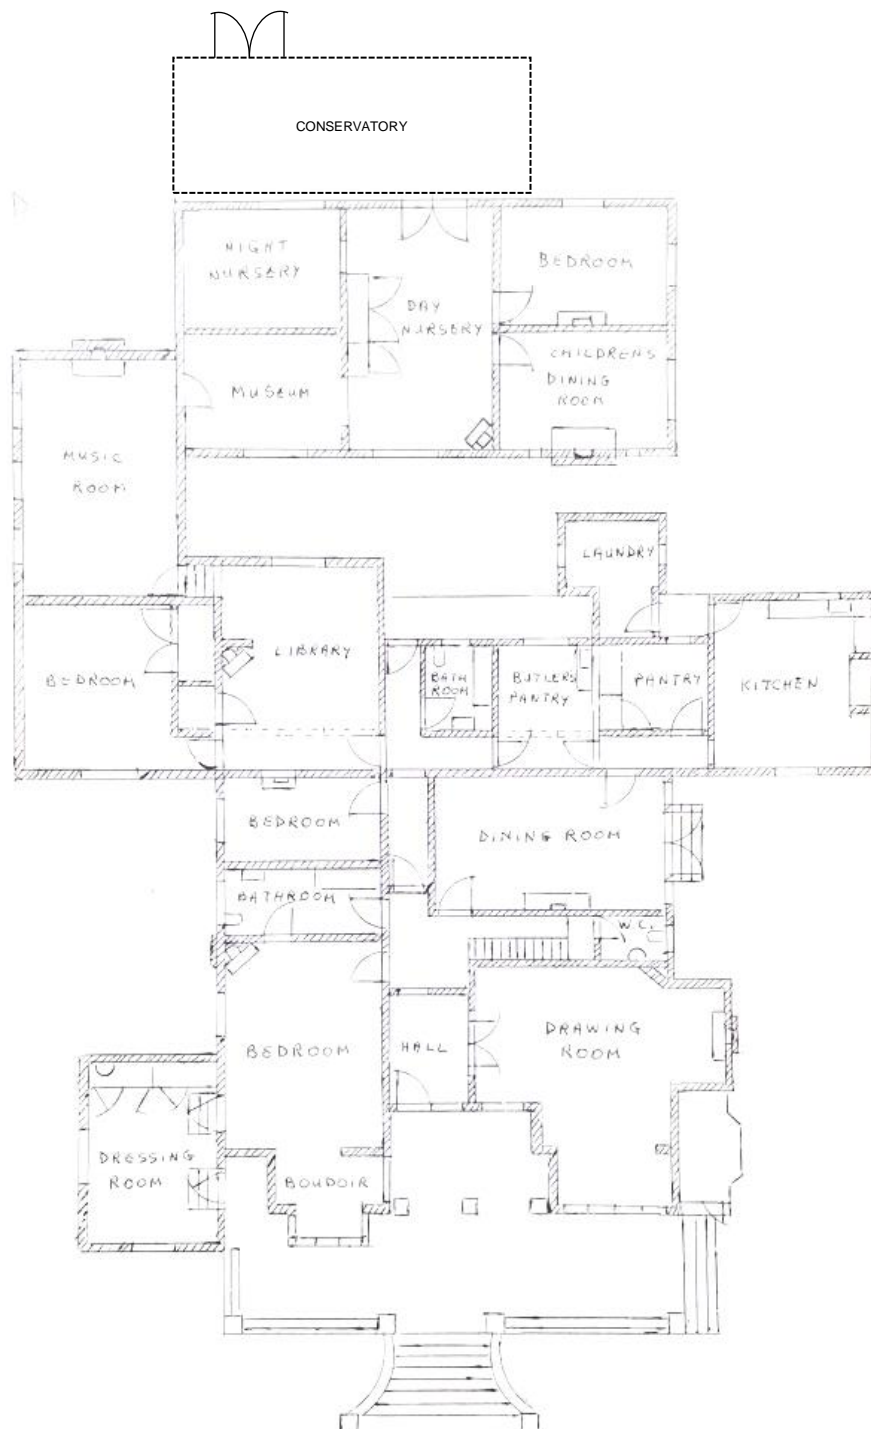 CONSERVATORY
NIGHT
NURSERY
DAY
NURSERY
BEDROOM
CHILDRENS
DINING
ROOM
MUSEUM
MUSIC
ROOM
LAUNDRY
LIBRARY
BEDROOM
BATH
ROOM
BUTLERS
PANTRY
PANTRY
KITCHEN
BEDROOM
DINING ROOM
BATHROOM
W.C.
BEDROOM
HALL
DRAWING
ROOM
DRESSING
ROOM
BOUDOIR